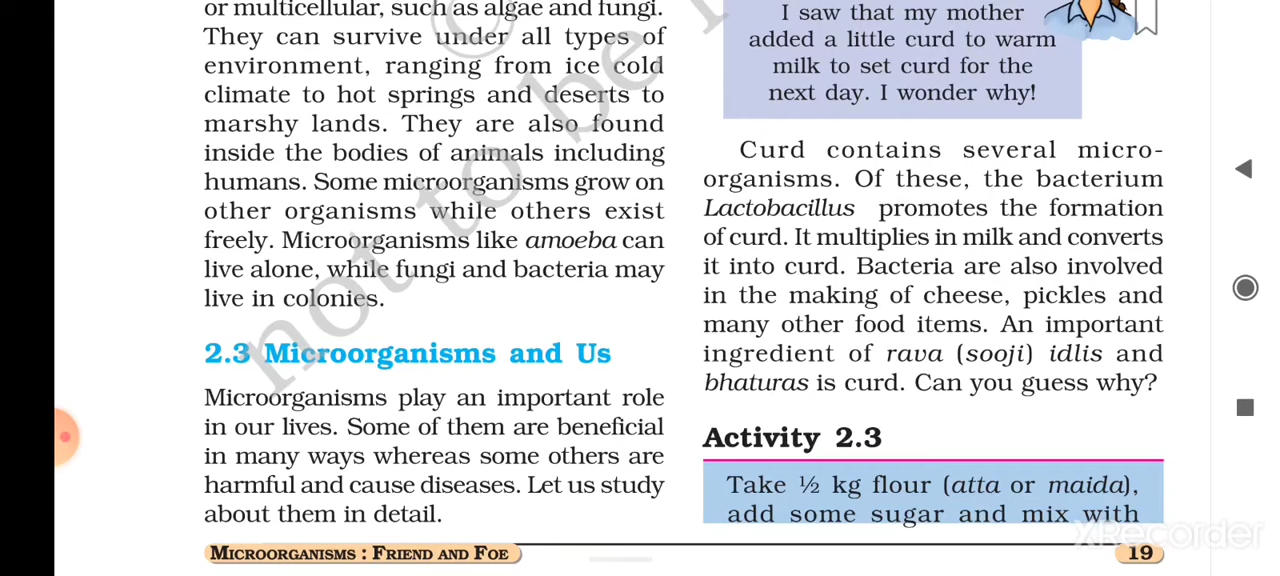 or multicellular, such as algae and fungi.
They can survive under all types of
environment, ranging from ice cold
climate to hot springs and deserts to
marshy lands. They are also found
inside the bodies of animals including
humans. Some microorganisms grow on
other organisms while others exist
freely. Microorganisms like amoeba can
live alone, while fungi and bacteria may
live in colonies.
2.3 Microorganisms and Us
Microorganisms play an important role
in our lives. Some of them are beneficial
in many ways whereas some others are
harmful and cause diseases. Let us study
about them in detail.
I saw that my mother
added a little curd to warm
milk to set curd for the
next day. I wonder why!
Curd contains several micro-
organisms. Of these, the bacterium
Lactobacillus promotes the formation
of curd. It multiplies in milk and converts
it into curd. Bacteria are also involved
in the making of cheese, pickles and
many other food items. An important
ingredient of rava (sooji) idlis and
bhaturas is curd. Can you guess why?
Activity 2.3
Take ½ kg flour (atta or maida),
add some sugar and mix with
MICROORGANISMS : FRIEND AND FOE
19
©
not to be r
XRecorder